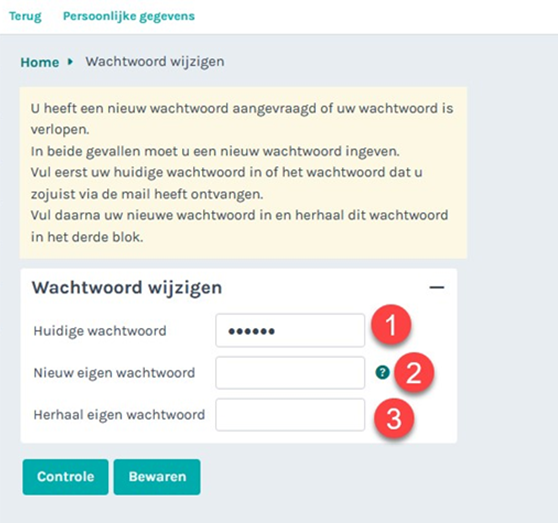 Terug Persoonlijke gegevens
Home Wachtwoord wijzigen
U heeft een nieuw wachtwoord aangevraagd of uw wachtwoord is
verlopen.
In beide gevallen moet u een nieuw wachtwoord ingeven.
Vul eerst uw huidige wachtwoord in of het wachtwoord dat u
zojuist via de mail heeft ontvangen.
Vul daarna uw nieuwe wachtwoord in en herhaal dit wachtwoord
in het derde blok.
Wachtwoord wijzigen
Huidige wachtwoord •••••• 1
Nieuw eigen wachtwoord ? 2
Herhaal eigen wachtwoord 3
Controle Bewaren